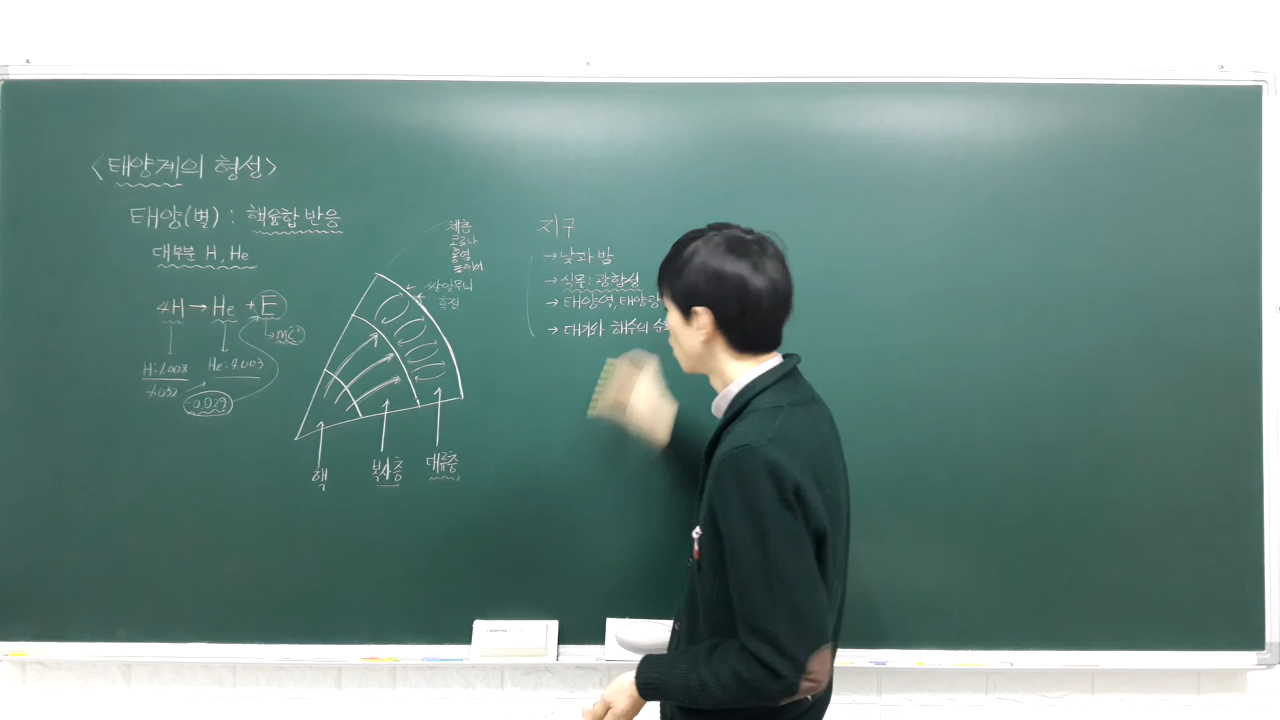 <태양계의 형성>
태양(별) : 핵융합 반응
대부분 H, He
4H → He + E
→ mc²
H:1.008
He:4.003
4.032
-0.029
채층
코로나
홍염
플레어
쌀알무늬
흑점
핵
복사층
대류층
지구
→ 낮과 밤
→ 식물: 광합성
→ 태양열, 태양광
→ 대기와 해수의 순